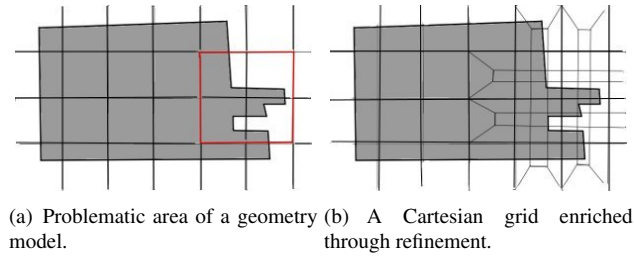 (a) Problematic area of a geometry
model.
(b) A Cartesian grid enriched
through refinement.